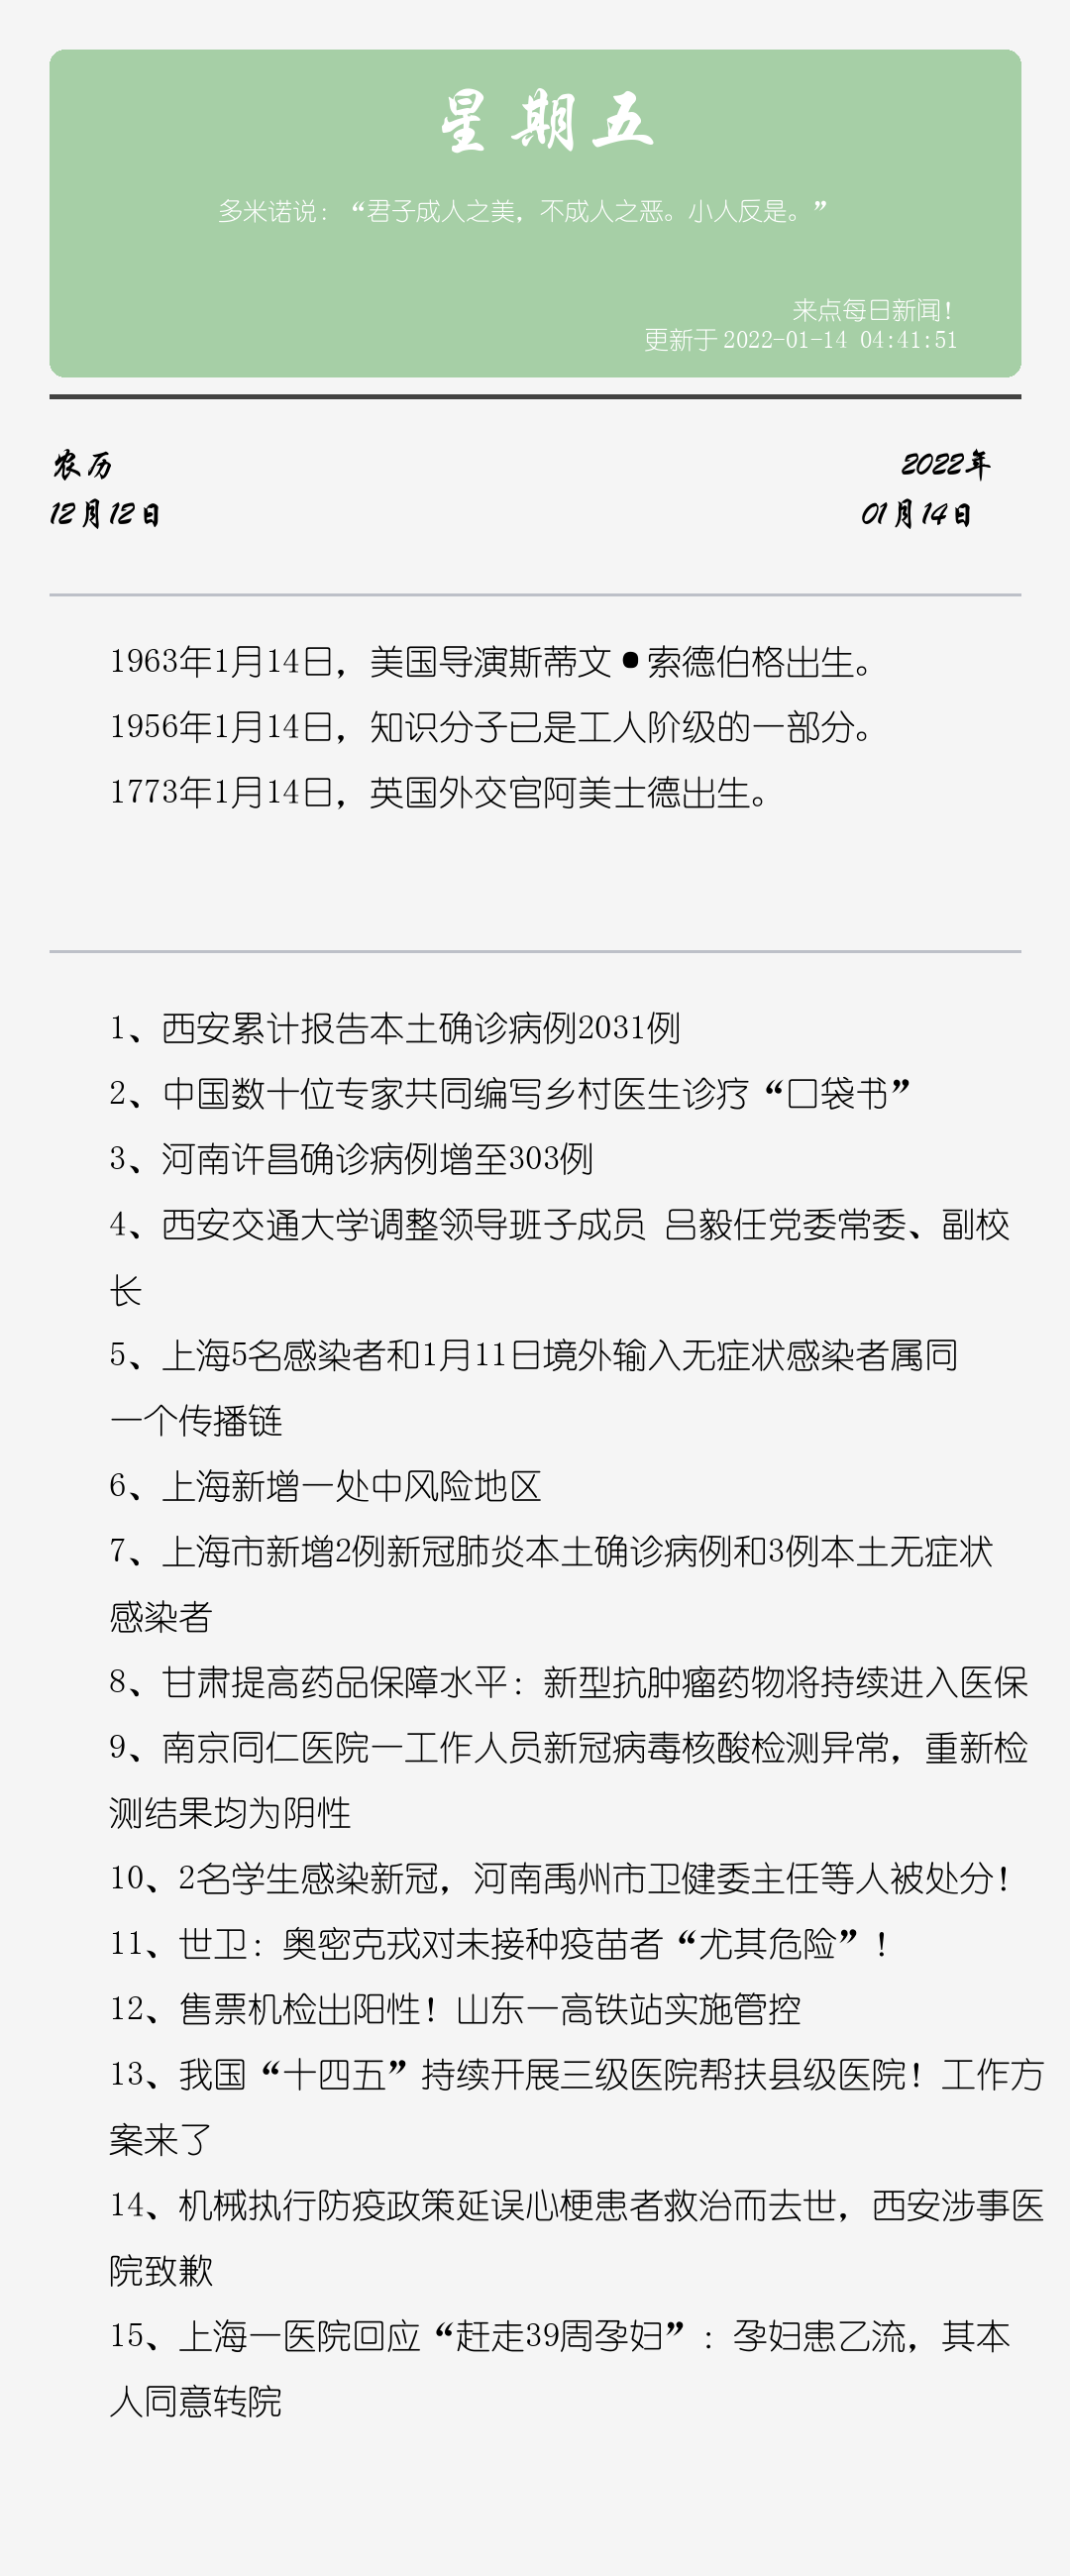 星期五
多米诺说：“君子成人之美，不成人之恶。小人反是。”
来点每日新闻！
更新于 2022-01-14 04:41:51
农历
2022年
12月12日
01月14日
1963年1月14日，美国导演斯蒂文•索德伯格出生。
1956年1月14日，知识分子已是工人阶级的一部分。
1773年1月14日，英国外交官阿美士德出生。
1、西安累计报告本土确诊病例2031例
2、中国数十位专家共同编写乡村医生诊疗“口袋书”
3、河南许昌确诊病例增至303例
4、西安交通大学调整领导班子成员 吕毅任党委常委、副校
长
5、上海5名感染者和1月11日境外输入无症状感染者属同
一个传播链
6、上海新增一处中风险地区
7、上海市新增2例新冠肺炎本土确诊病例和3例本土无症状
感染者
8、甘肃提高药品保障水平：新型抗肿瘤药物将持续进入医保
9、南京同仁医院一工作人员新冠病毒核酸检测异常，重新检
测结果均为阴性
10、2名学生感染新冠，河南禹州市卫健委主任等人被处分！
11、世卫：奥密克戎对未接种疫苗者“尤其危险”！
12、售票机检出阳性！山东一高铁站实施管控
13、我国“十四五”持续开展三级医院帮扶县级医院！工作方
案来了
14、机械执行防疫政策延误心梗患者救治而去世，西安涉事医
院致歉
15、上海一医院回应“赶走39周孕妇”：孕妇患乙流，其本
人同意转院